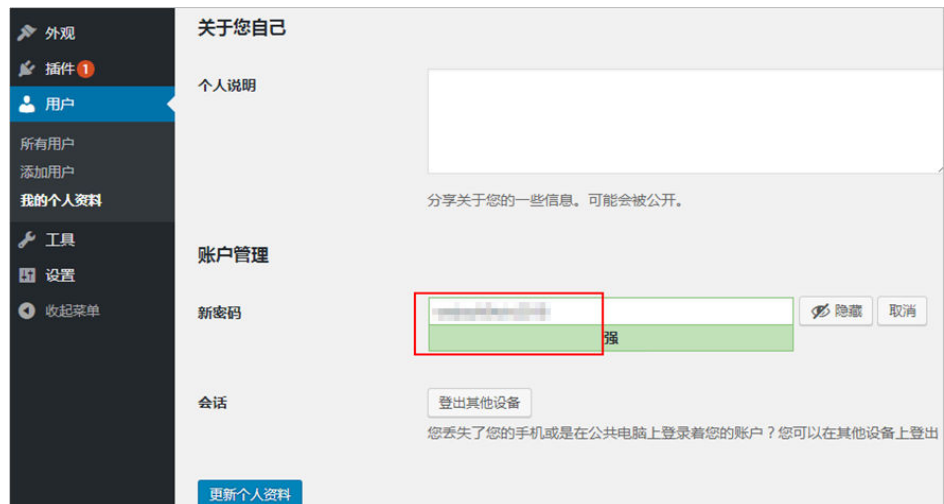 外观
插件 1
用户
所有用户
添加用户
我的个人资料
工具
设置
收起菜单
关于您自己
个人说明
分享关于您的一些信息。可能会被公开。
账户管理
新密码
隐藏
取消
强
会话
登出其他设备
您丢失了您的手机或是在公共电脑上登录着您的账户？您可以在其他设备上登出
更新个人资料